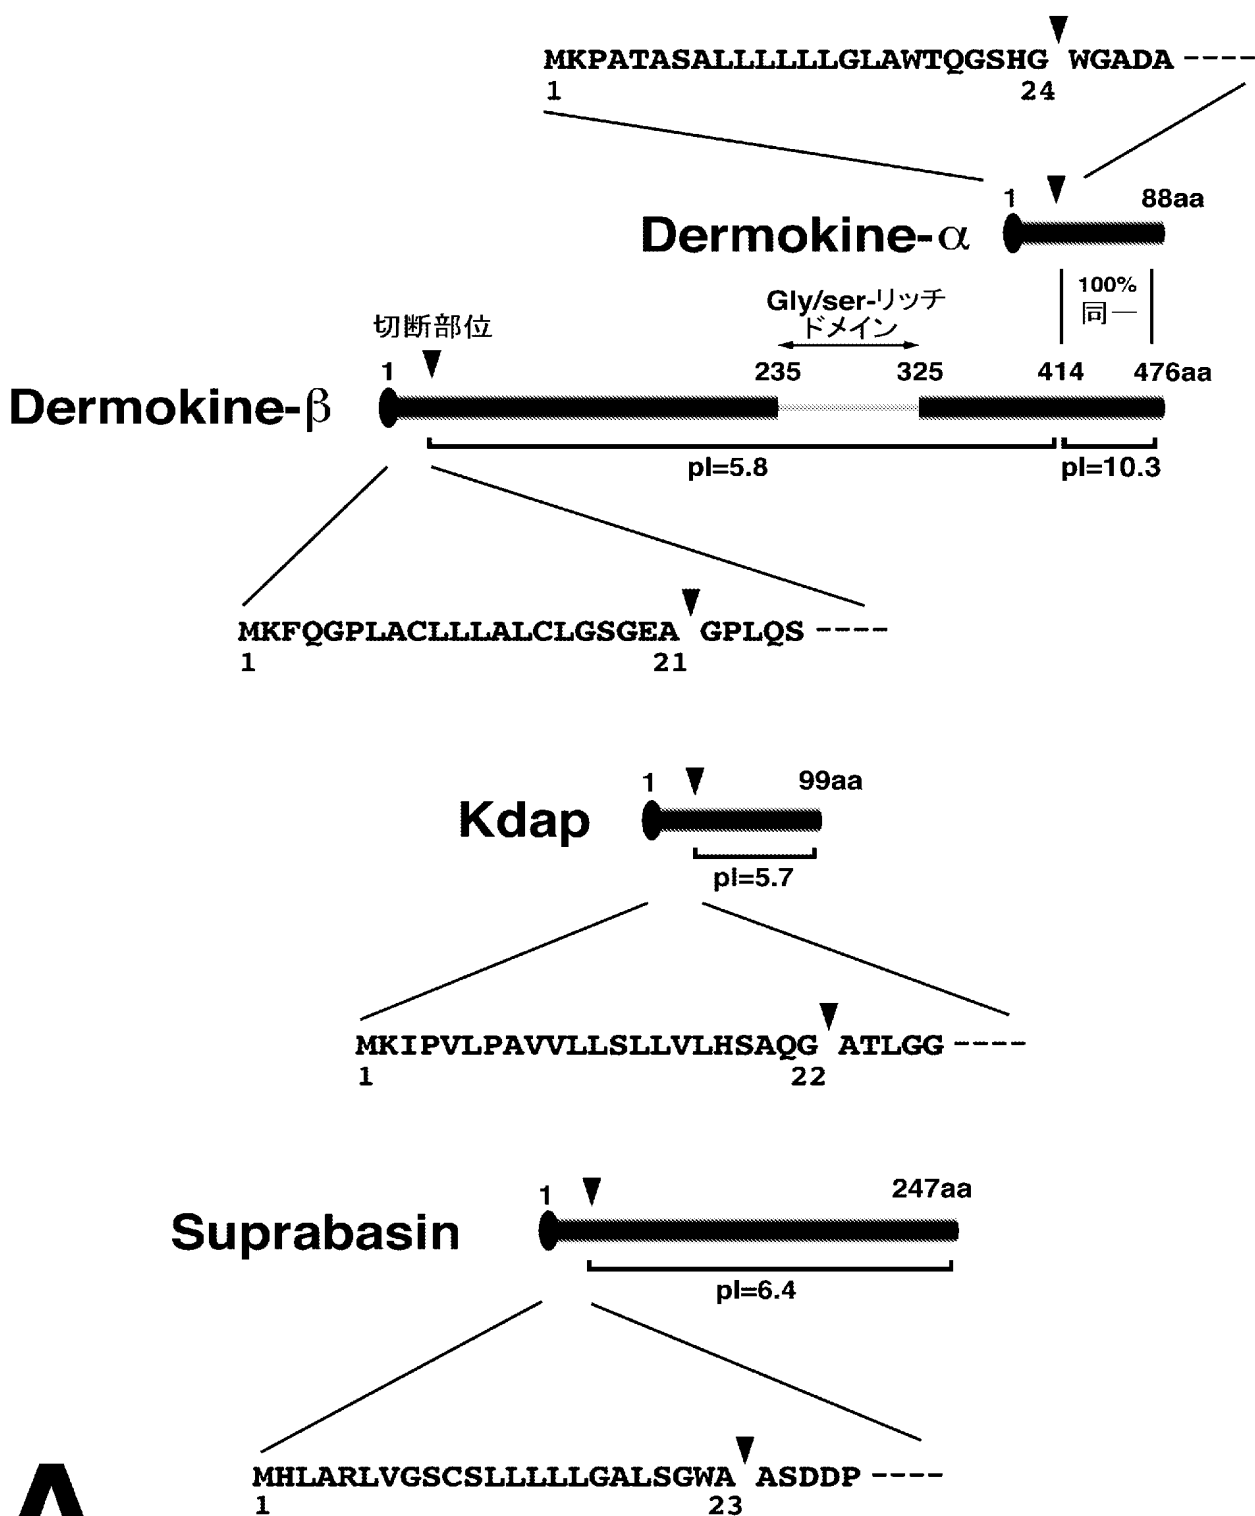 MKPATASALLLLLLGLAWTQGSHG WGADA ----
1 24
1 88aa
Dermokine-α
100%
同一
Gly/ser-リッチ
ドメイン
切断部位
1 235 325 414 476aa
Dermokine-β
pI=5.8 pI=10.3
MKFQGPLACLLLALCLGSGEA GPLQS ----
1 21
1 99aa
Kdap
pI=5.7
MKIPVLPAVVLLSLLVLHSAQG ATLGG ----
1 22
1 247aa
Suprabasin
pI=6.4
MHLARLVGSCSLLLLLGALSGWA ASDDP ----
1 23